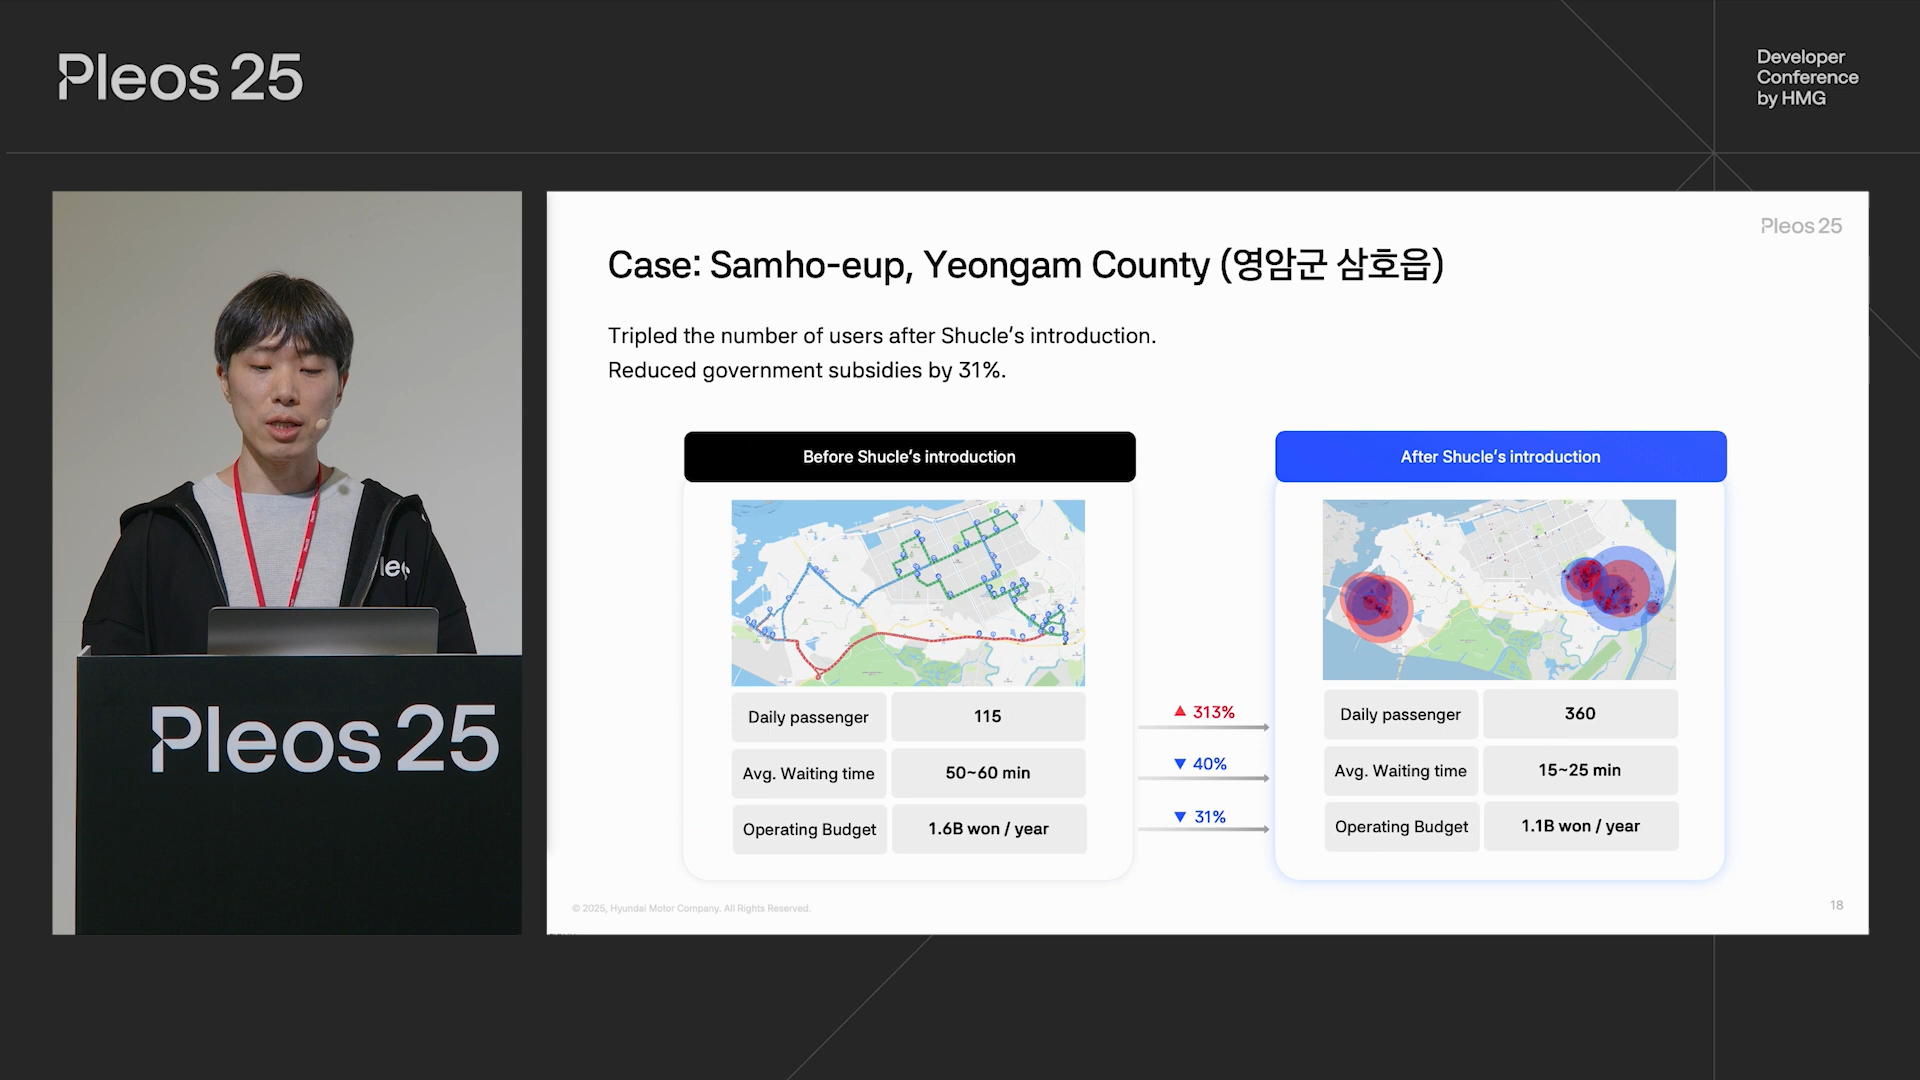 Pleos 25
Developer
Conference
by HMG
Pleos 25
Case: Samho-eup, Yeongam County (영암군 삼호읍)
Tripled the number of users after Shucle's introduction.
Reduced government subsidies by 31%.
Before Shucle's introduction
Daily passenger 115
Avg. Waiting time 50~60 min
Operating Budget 1.6B won / year
▲ 313%
▼ 40%
▼ 31%
After Shucle's introduction
Daily passenger 360
Avg. Waiting time 15~25 min
Operating Budget 1.1B won / year
© 2025, Hyundai Motor Company. All Rights Reserved.
18
Pleos 25